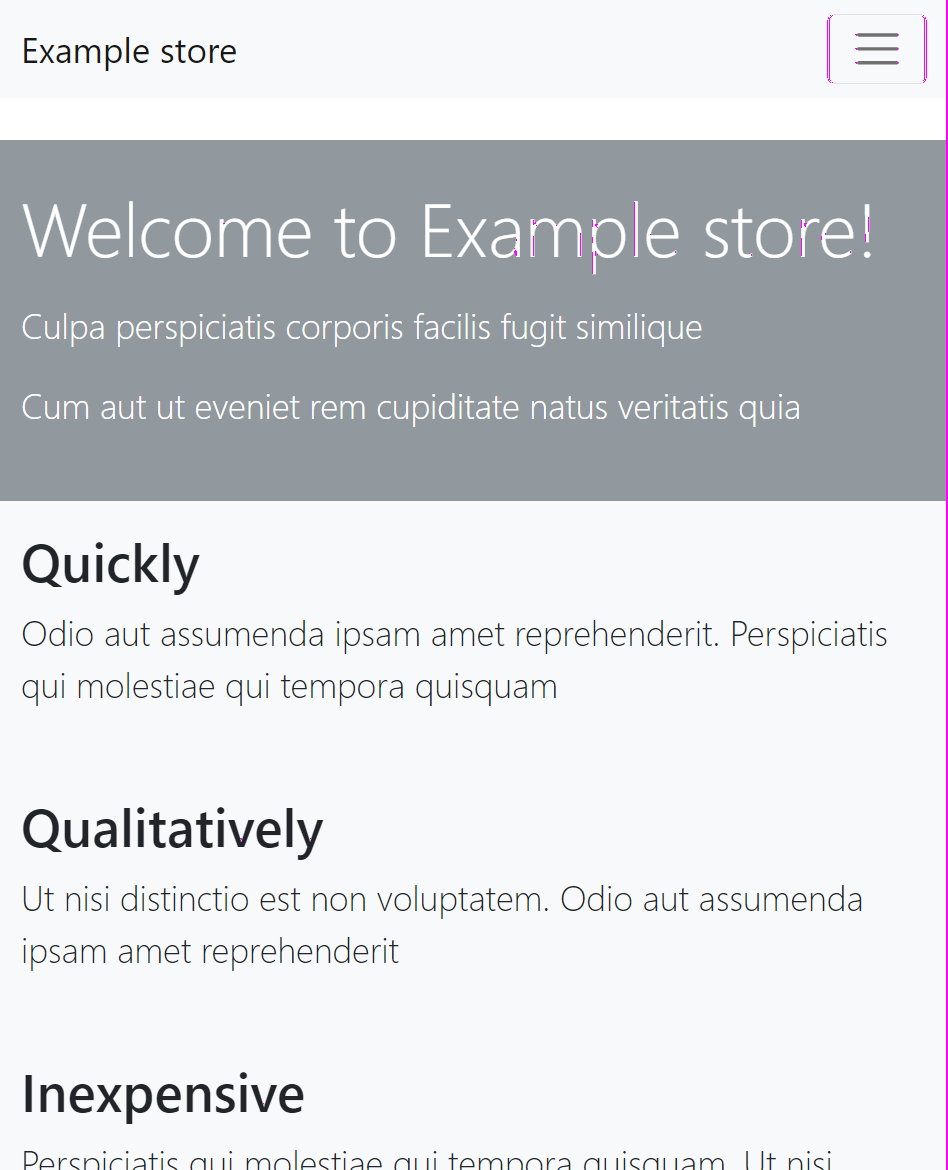 Example store
Welcome to Example store!
Culpa perspiciatis corporis facilis fugit similique
Cum aut ut eveniet rem cupiditate natus veritatis quia
Quickly
Odio aut assumenda ipsam amet reprehenderit. Perspiciatis
qui molestiae qui tempora quisquam
Qualitatively
Ut nisi distinctio est non voluptatem. Odio aut assumenda
ipsam amet reprehenderit
Inexpensive
Perspiciatis qui molestiae qui tempora quisquam. Ut nisi